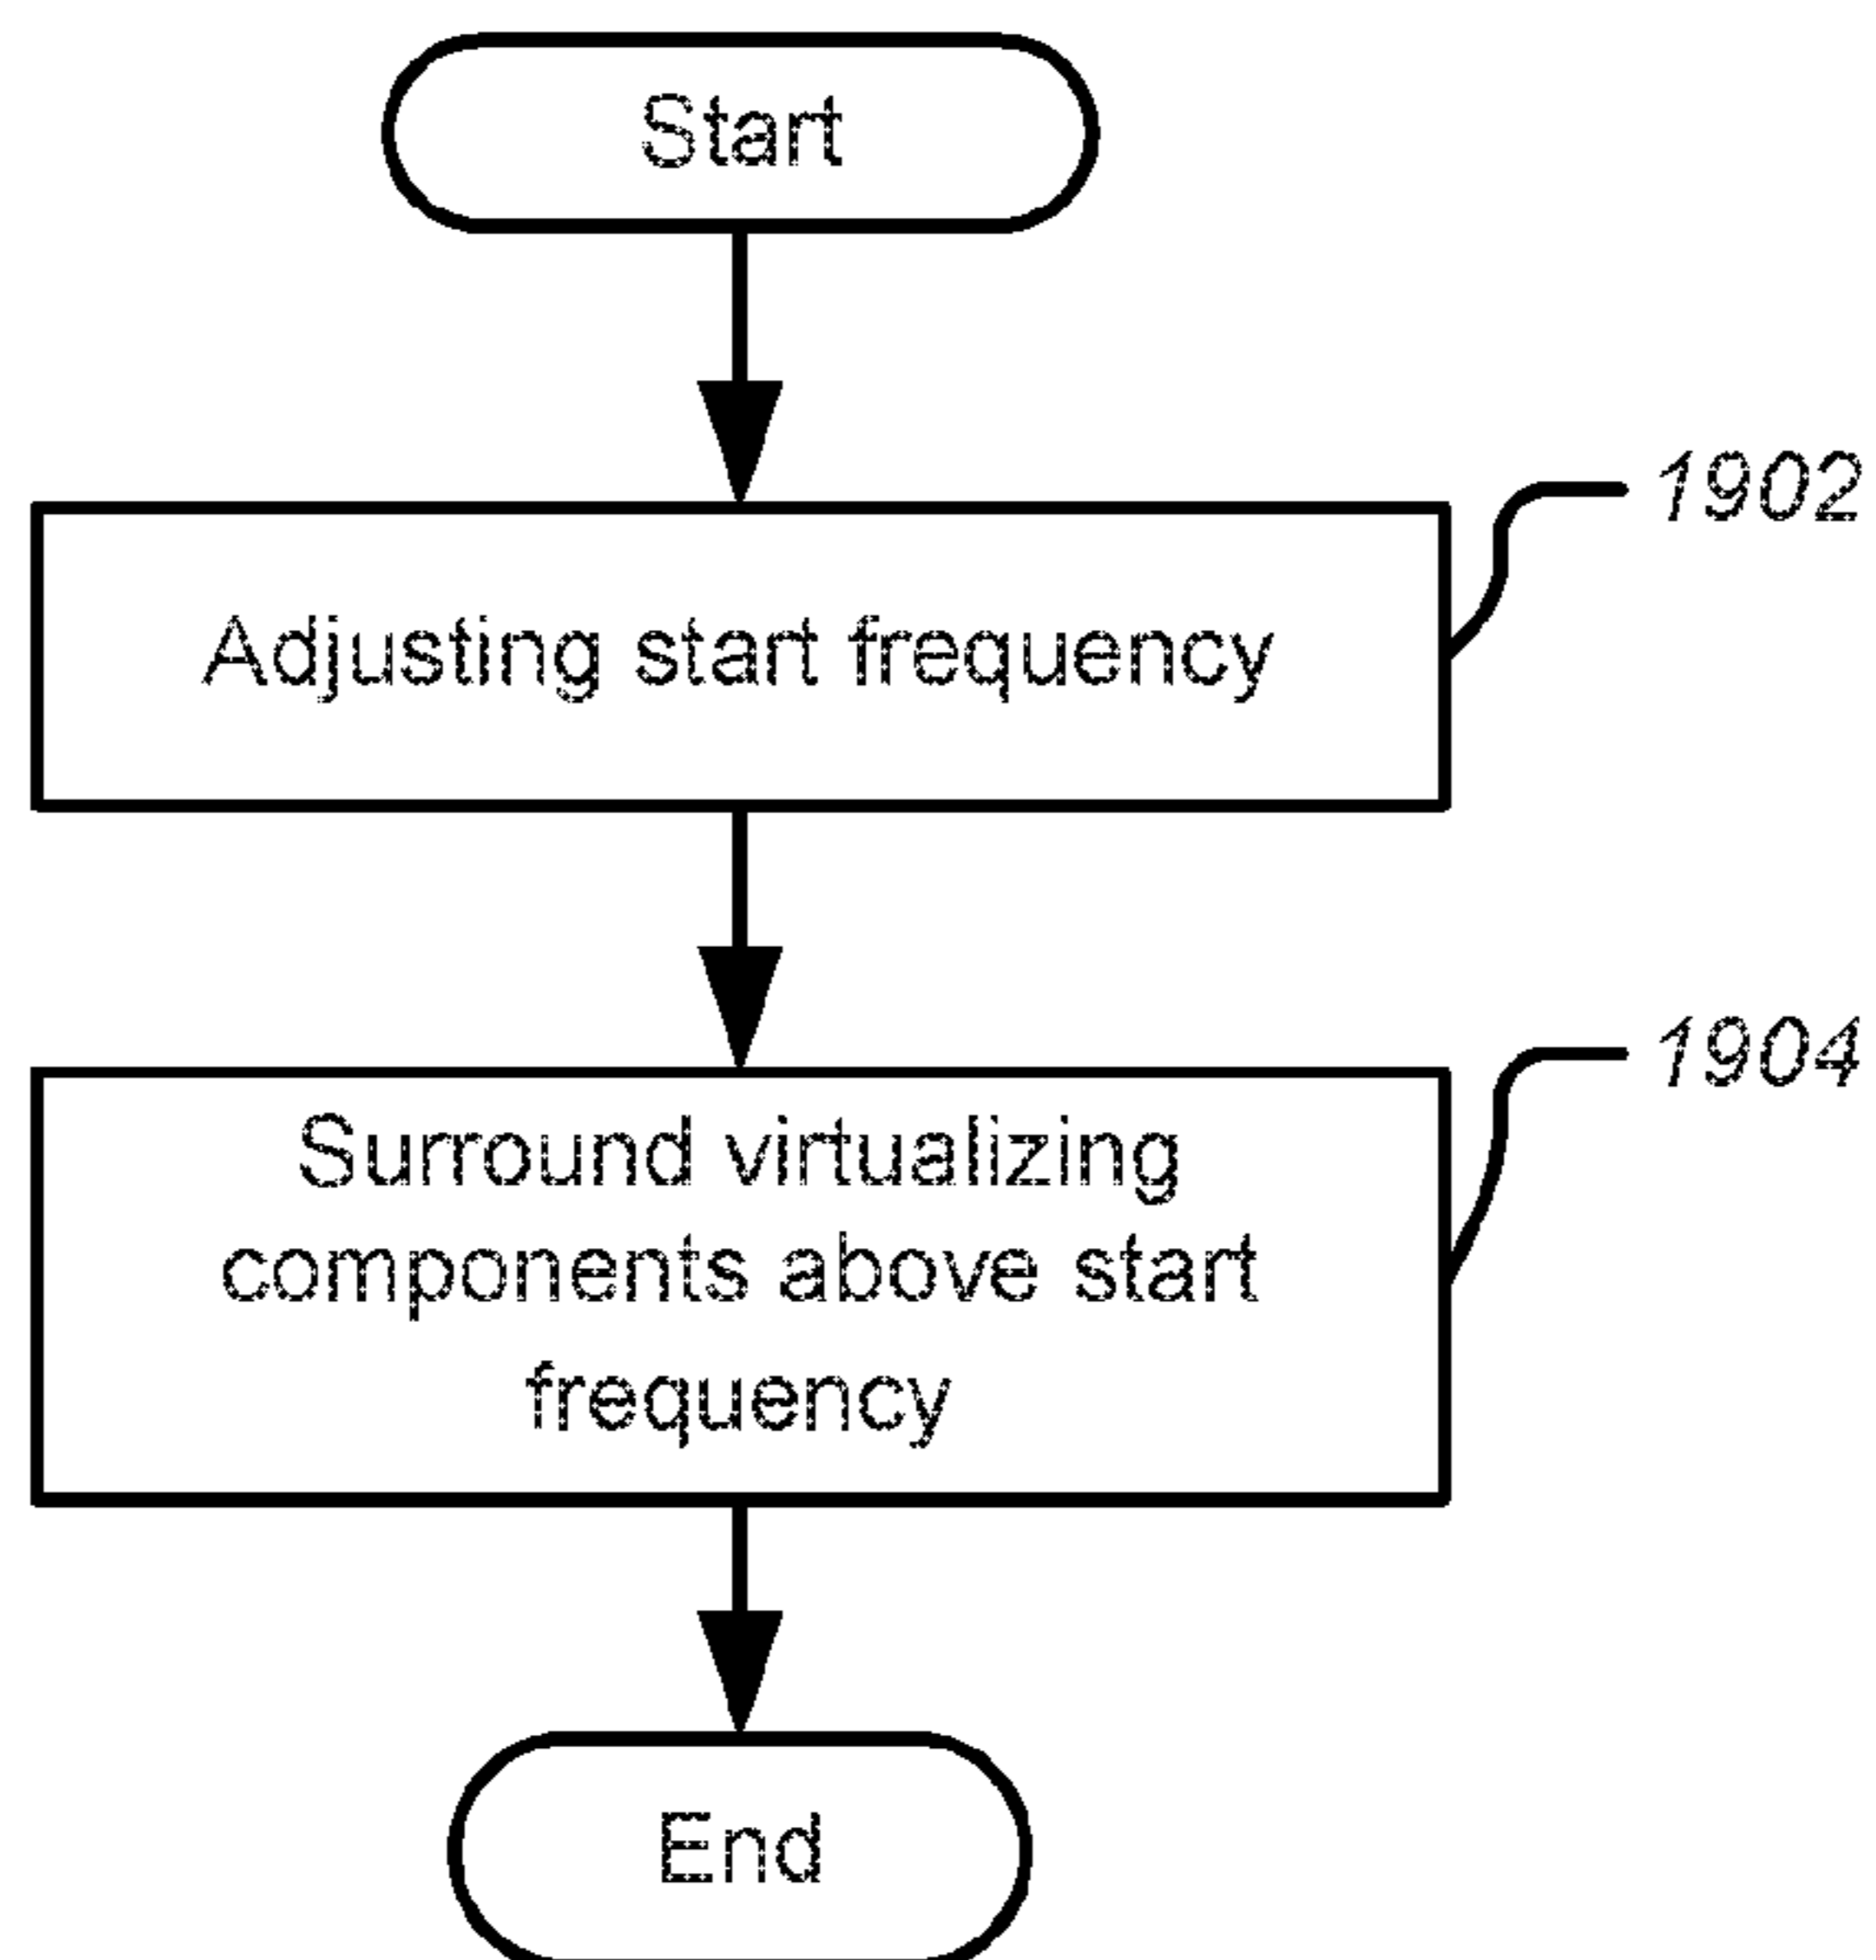 Start
1902
Adjusting start frequency
1904
Surround virtualizing
components above start
frequency
End